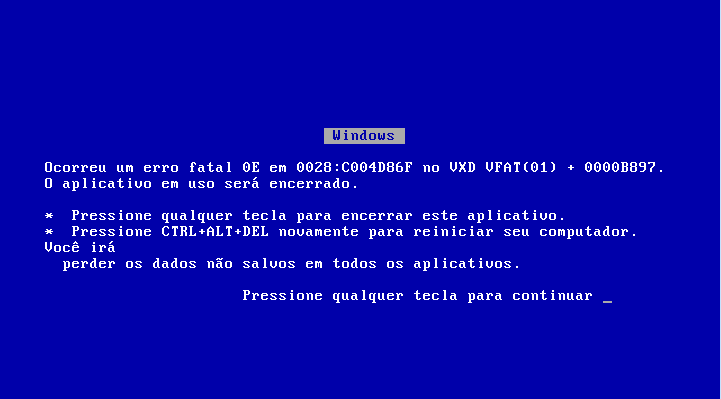 Windows
Ocorreu um erro fatal 0E em 0028:C004D86F no VXD VFAT(01) + 0000B897.
O aplicativo em uso será encerrado.
*  Pressione qualquer tecla para encerrar este aplicativo.
*  Pressione CTRL+ALT+DEL novamente para reiniciar seu computador.
Você irá
perder os dados não salvos em todos os aplicativos.
Pressione qualquer tecla para continuar _